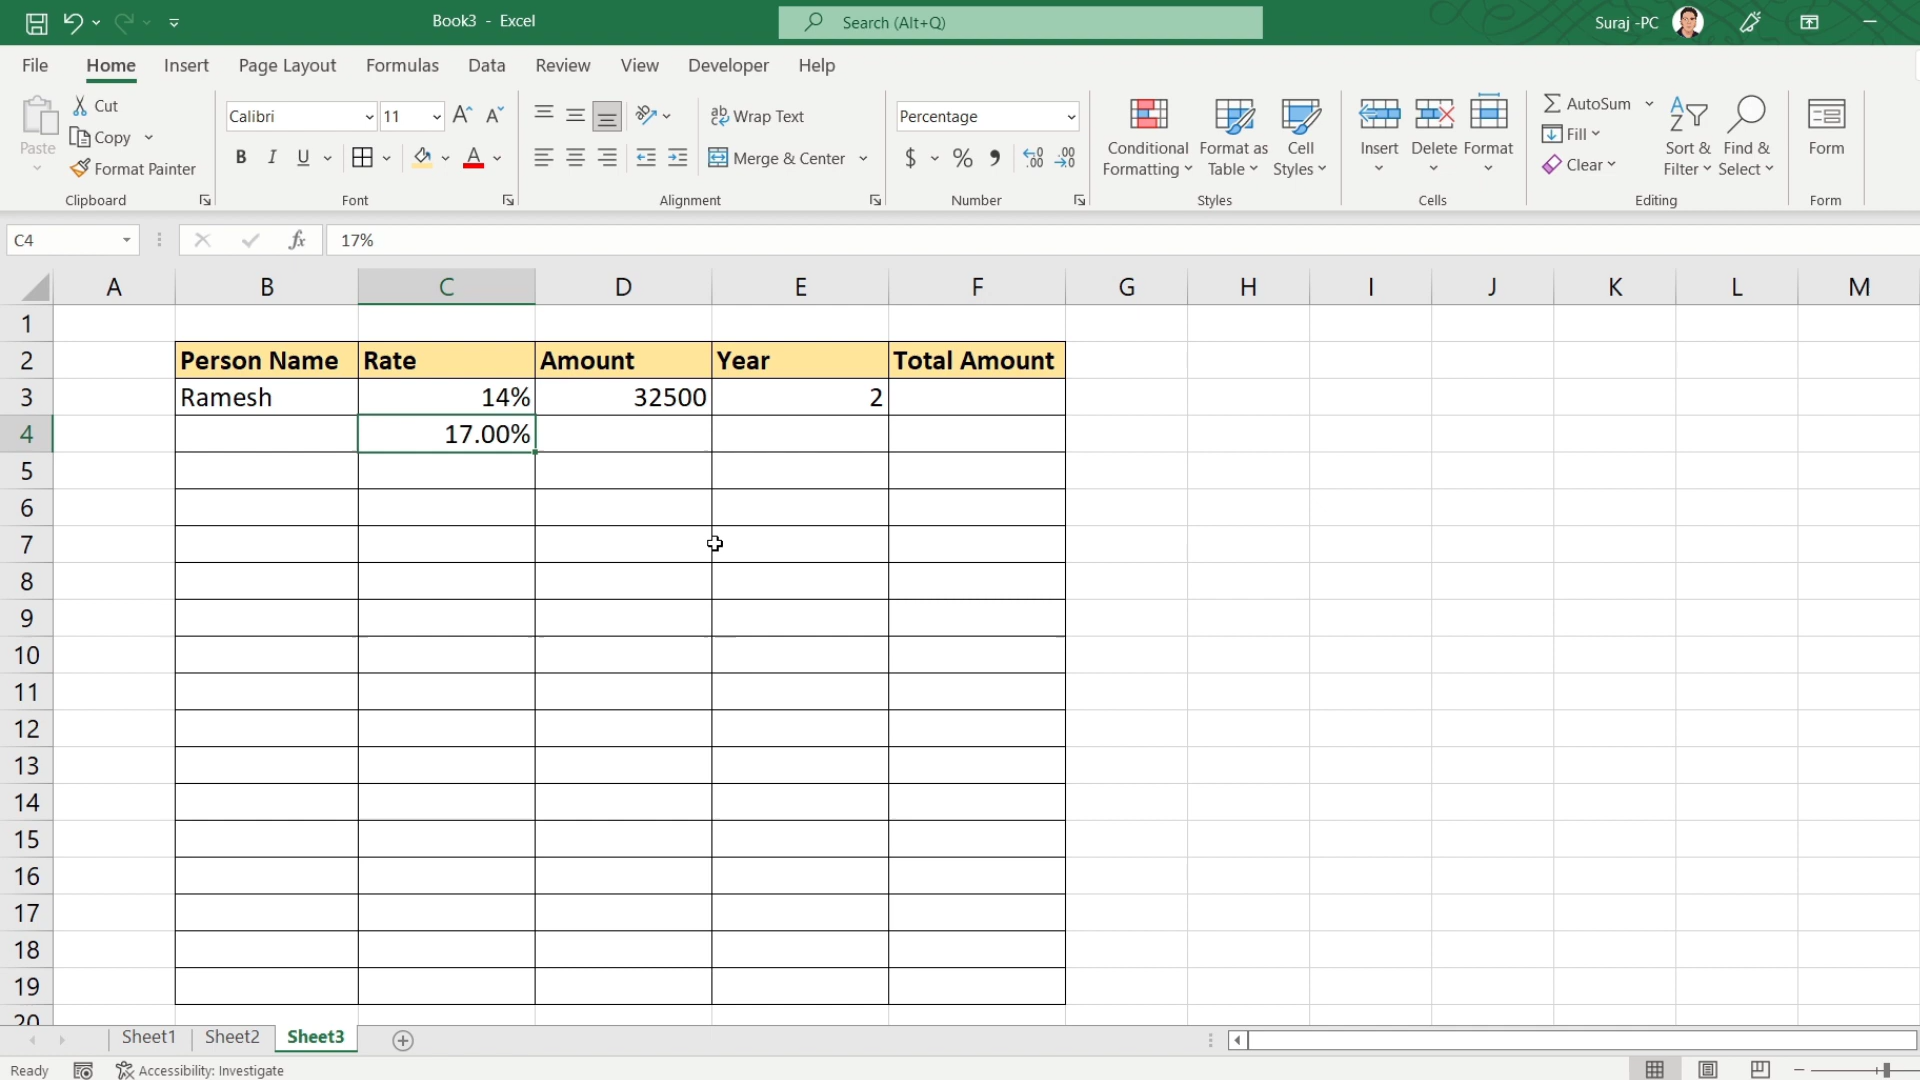 Book3 - Excel
Search (Alt+Q)
Suraj -PC
File Home Insert Page Layout Formulas Data Review View Developer Help
Paste
Cut
Copy
Format Painter
Clipboard
Calibri 11
B I U A
Font
ab Wrap Text
Merge & Center
Alignment
Percentage
$ % , .00 .0
Number
Conditional Formatting
Format as Table
Cell Styles
Styles
Insert
Delete
Format
Cells
AutoSum
Fill
Clear
Sort & Filter
Find & Select
Editing
Form
Form
C4 fx 17%
A B C D E F G H I J K L M
1
2 Person Name Rate Amount Year Total Amount
3 Ramesh 14% 32500 2
4 17.00%
5
6
7
8
9
10
11
12
13
14
15
16
17
18
19
20
Sheet1 Sheet2 Sheet3
Ready Accessibility: Investigate